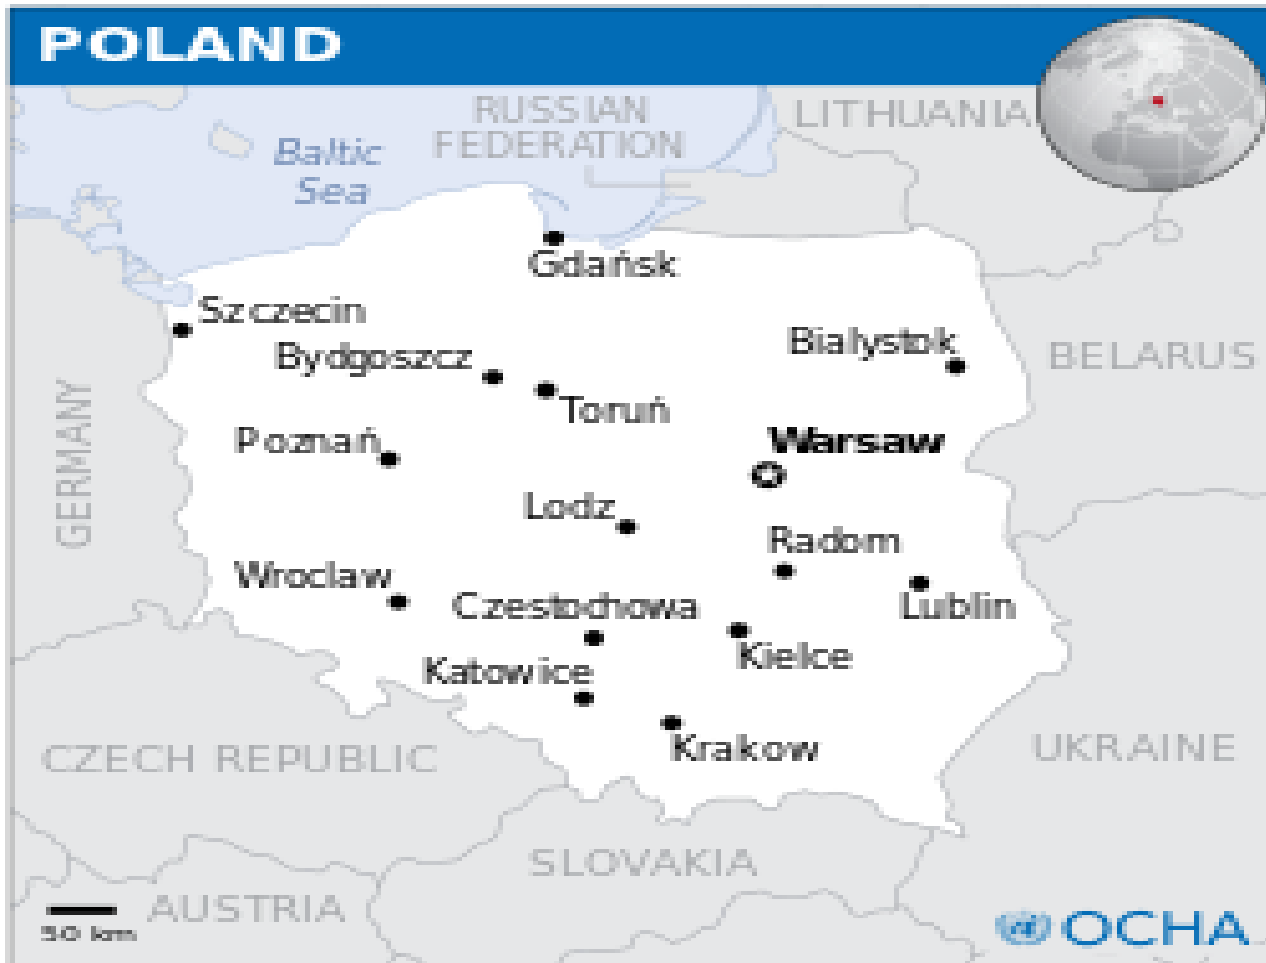 POLAND
RUSSIAN
FEDERATION
LITHUANIA
Baltic
Sea
Gdańsk
Szczecin
Bydgoszcz
Bialystok
BELARUS
Toruń
GERMANY
Poznań
Warsaw
Lodz
Radom
Wroclaw
Czestochowa
Lublin
Kielce
Katowice
Krakow
CZECH REPUBLIC
UKRAINE
SLOVAKIA
AUSTRIA
50 km
OCHA